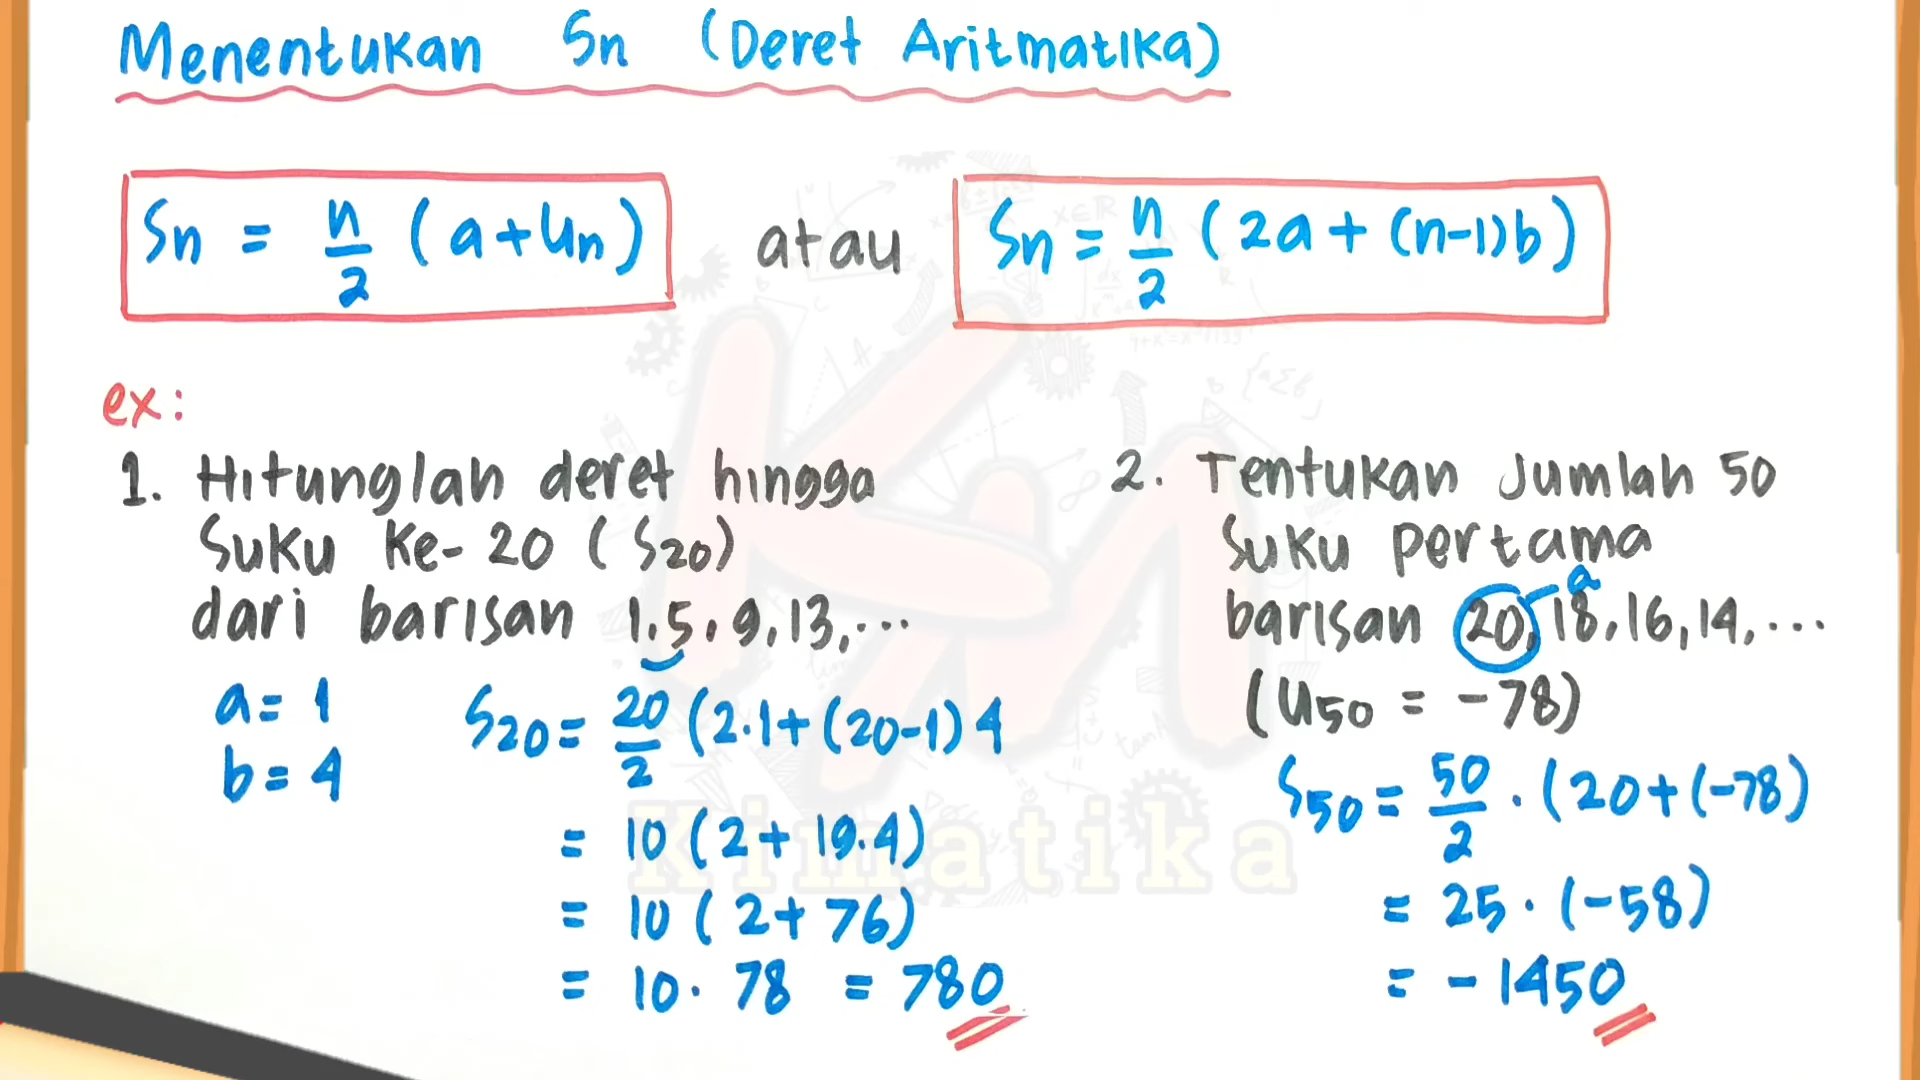 Menentukan Sn (Deret Aritmatika)
Sn = n/2 (a+Un) atau Sn = n/2 (2a + (n-1)b)
ex:
1. Hitunglah deret hingga
suku ke-20 (S20)
dari barisan 1,5,9,13,...
a = 1
b = 4
S20 = 20/2 (2.1 + (20-1) 4
= 10 (2 + 19.4)
= 10 (2 + 76)
= 10. 78 = 780
2. Tentukan Jumlah 50
suku pertama
a
barisan 20, 18, 16, 14, ...
(U50 = -78)
S50 = 50/2 . (20 + (-78)
= 25 . (-58)
= -1450
Kimatika